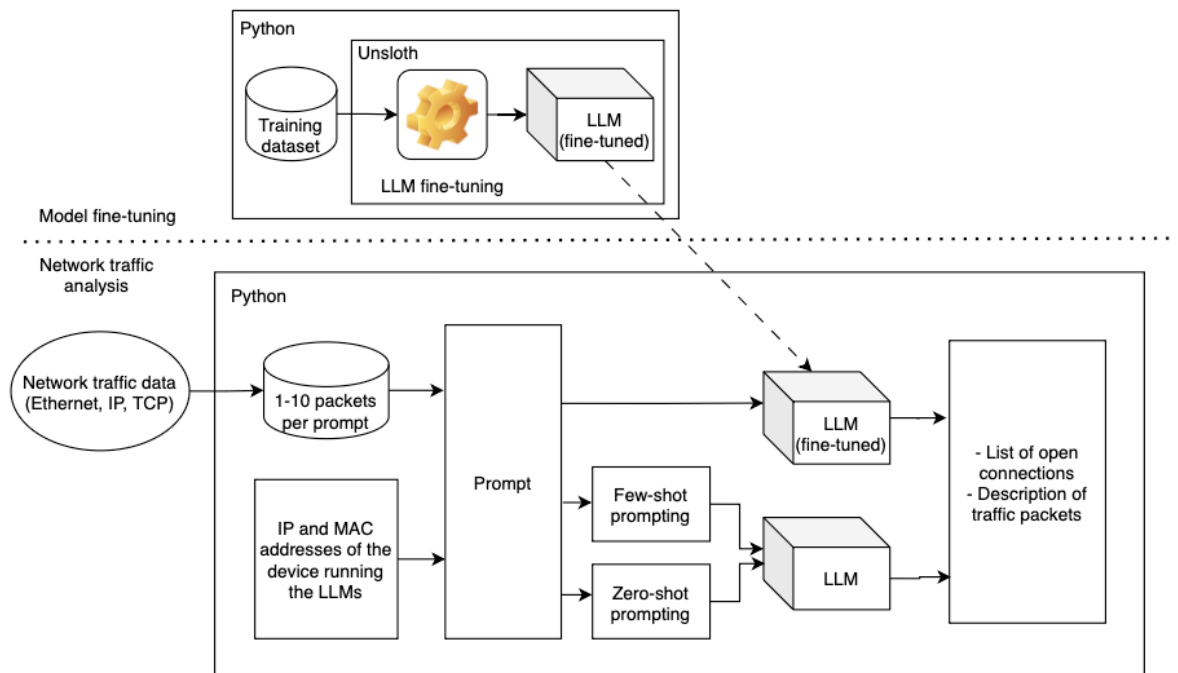 Python
Unsloth
Training
dataset
LLM
(fine-tuned)
LLM fine-tuning
Model fine-tuning
Network traffic
analysis
Python
Network traffic data
(Ethernet, IP, TCP)
1-10 packets
per prompt
IP and MAC
addresses of the
device running
the LLMs
Prompt
Few-shot
prompting
Zero-shot
prompting
LLM
(fine-tuned)
LLM
- List of open
connections
- Description of
traffic packets